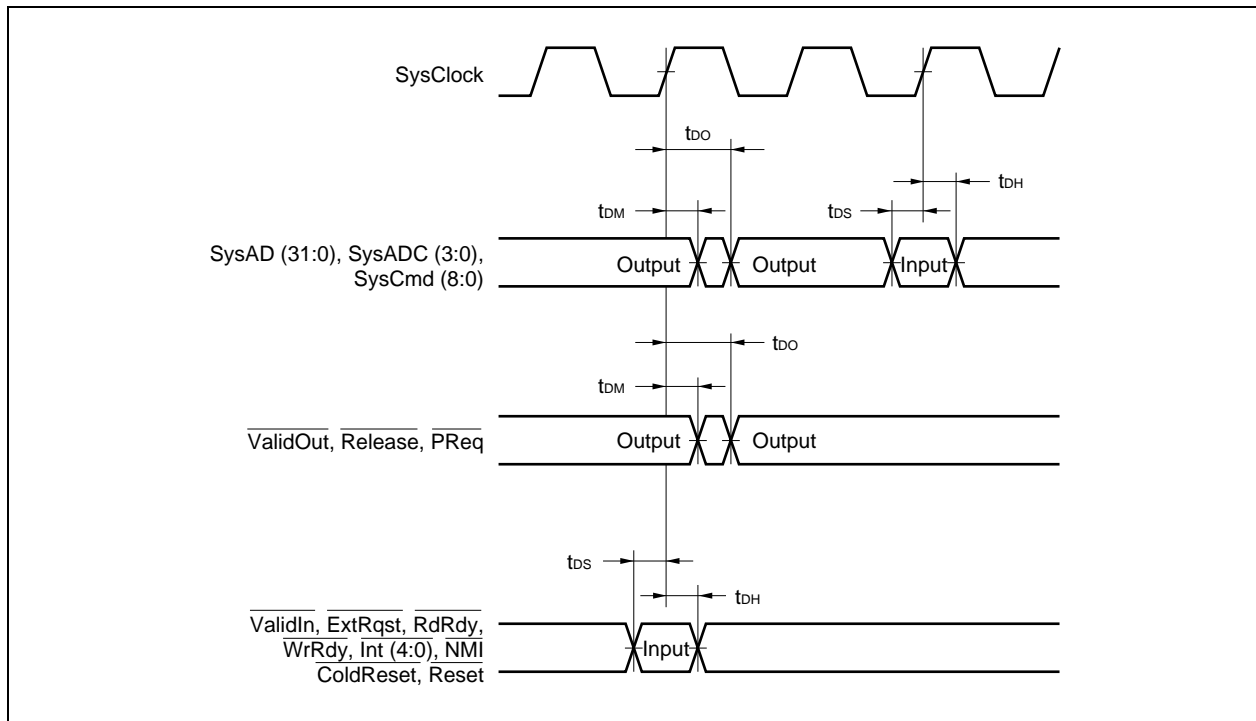 SysClock
tDO
tDH
tDM
tDS
SysAD (31:0), SysADC (3:0),
SysCmd (8:0)
Output
Output
Input
tDO
tDM
ValidOut, Release, PReq
Output
Output
tDS
tDH
ValidIn, ExtRqst, RdRdy,
WrRdy, Int (4:0), NMI
ColdReset, Reset
Input